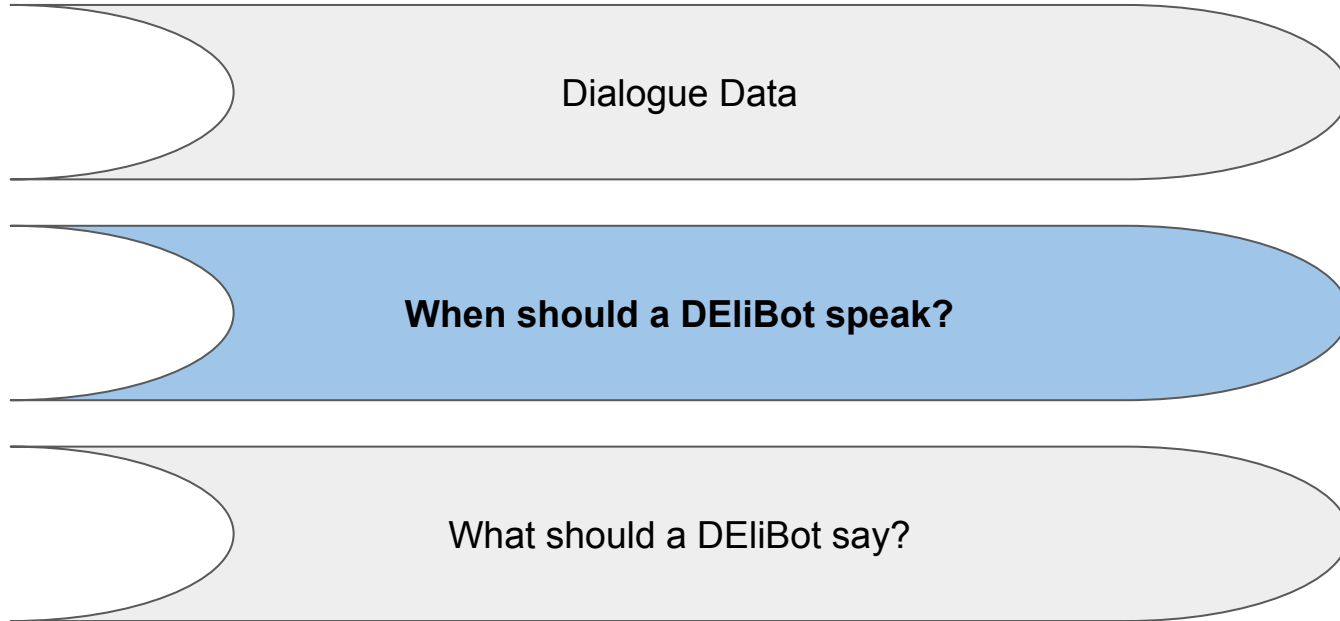 Dialogue Data
When should a DEliBot speak?
What should a DEliBot say?